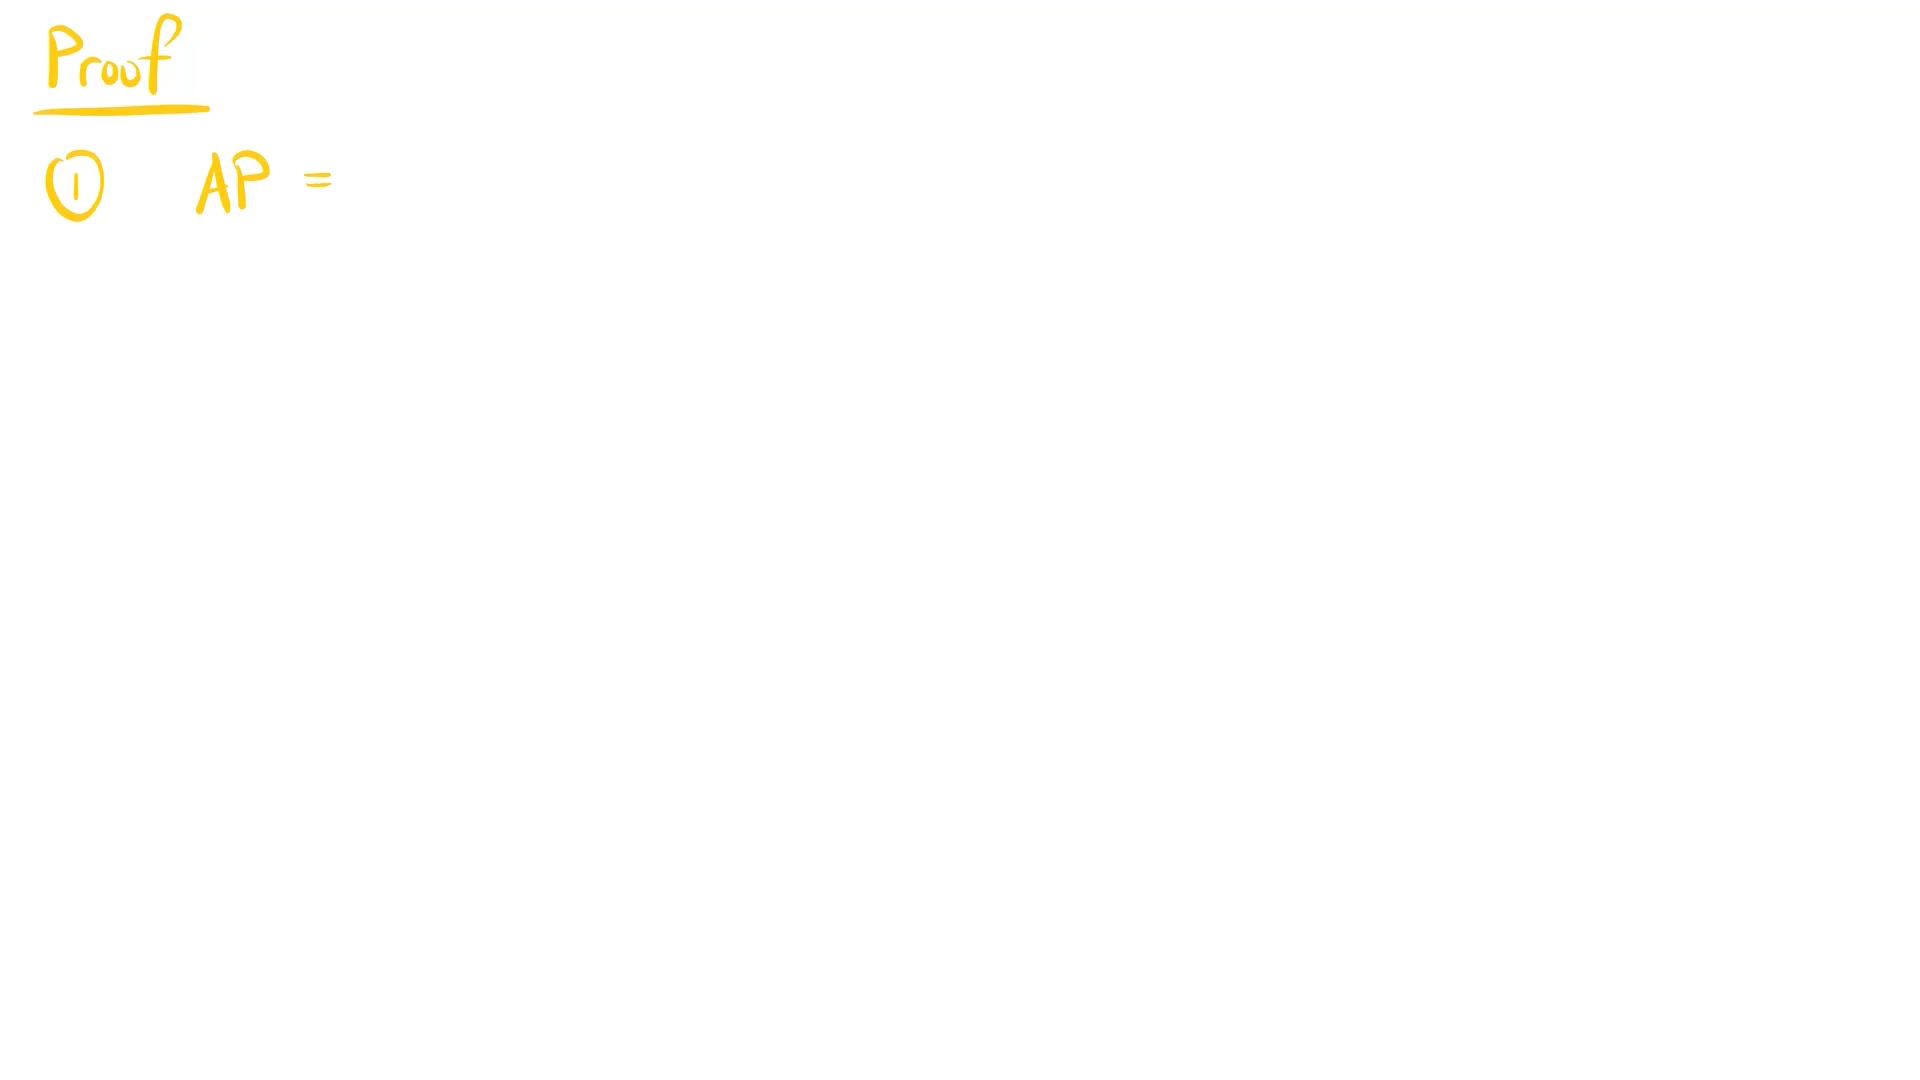 Proof
① AP =